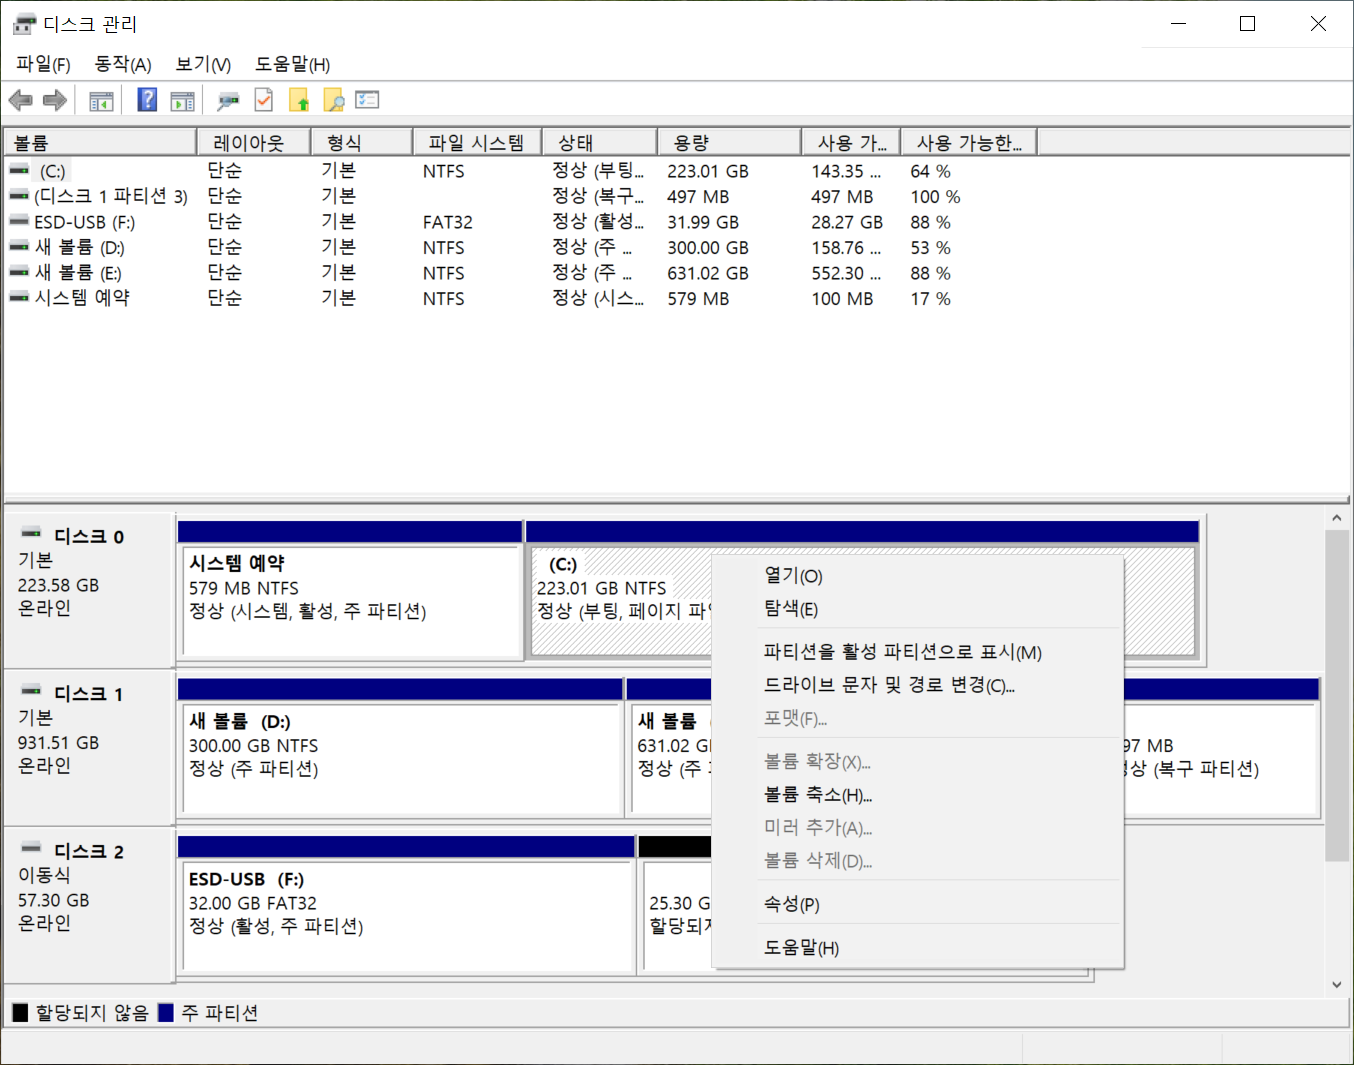 디스크 관리
파일(F) 동작(A) 보기(V) 도움말(H)
볼륨 레이아웃 형식 파일 시스템 상태 용량 사용 가... 사용 가능한...
(C:) 단순 기본 NTFS 정상 (부팅... 223.01 GB 143.35 ... 64 %
(디스크 1 파티션 3) 단순 기본 정상 (복구... 497 MB 497 MB 100 %
ESD-USB (F:) 단순 기본 FAT32 정상 (활성... 31.99 GB 28.27 GB 88 %
새 볼륨 (D:) 단순 기본 NTFS 정상 (주 ... 300.00 GB 158.76 ... 53 %
새 볼륨 (E:) 단순 기본 NTFS 정상 (주 ... 631.02 GB 552.30 ... 88 %
시스템 예약 단순 기본 NTFS 정상 (시스... 579 MB 100 MB 17 %
디스크 0
기본
223.58 GB
온라인
시스템 예약
579 MB NTFS
정상 (시스템, 활성, 주 파티션)
(C:)
223.01 GB NTFS
정상 (부팅, 페이지
디스크 1
기본
931.51 GB
온라인
새 볼륨 (D:)
300.00 GB NTFS
정상 (주 파티션)
새 볼륨
631.02
정상 (주
97 MB
(복구 파티션)
디스크 2
이동식
57.30 GB
온라인
ESD-USB (F:)
32.00 GB FAT32
정상 (활성, 주 파티션)
25.30 G
할당되
열기(O)
탐색(E)
파티션을 활성 파티션으로 표시(M)
드라이브 문자 및 경로 변경(C)...
포맷(F)...
볼륨 확장(X)...
볼륨 축소(H)...
미러 추가(A)...
볼륨 삭제(D)...
속성(P)
도움말(H)
할당되지 않음 주 파티션